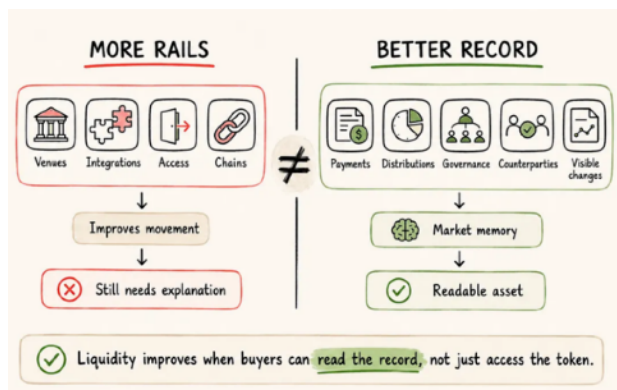 MORE RAILS
Venues
Integrations
Access
Chains
Improves movement
Still needs explanation
≠
BETTER RECORD
Payments
Distributions
Governance
Counterparties
Visible
changes
Market memory
Readable asset
Liquidity improves when buyers can read the record, not just access the token.